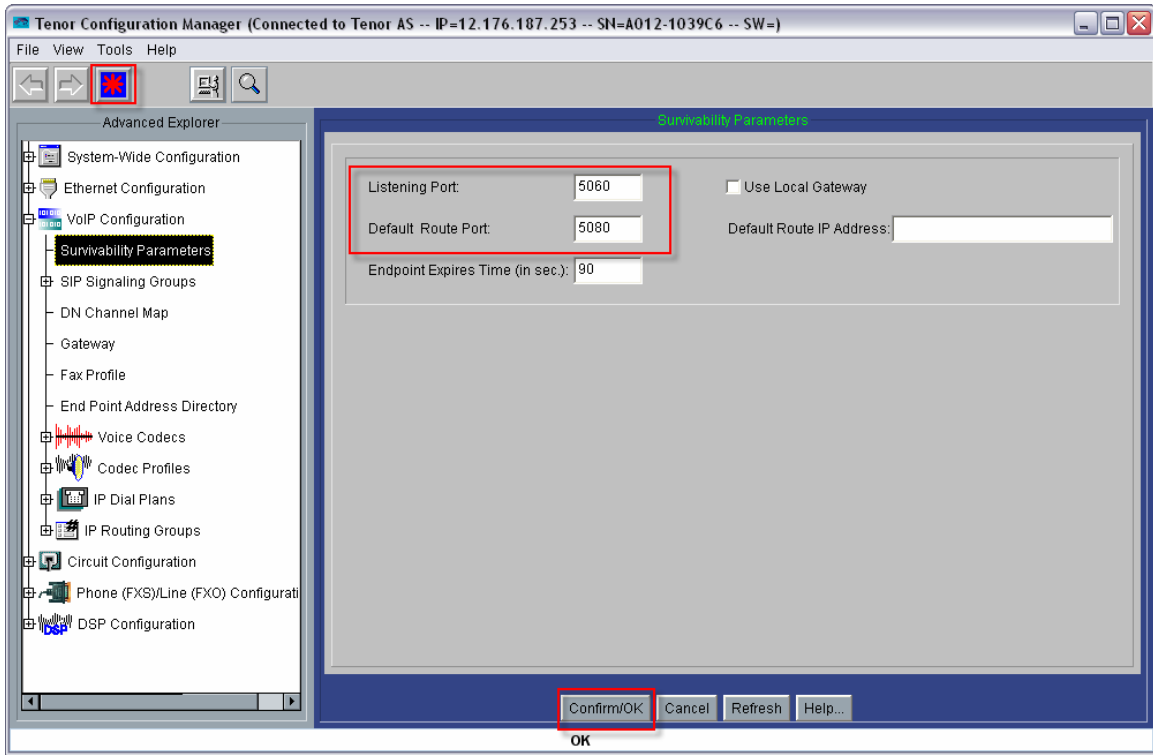 Tenor Configuration Manager (Connected to Tenor AS -- IP=12.176.187.253 -- SN=A012-1039C6 -- SW=)
File View Tools Help
Advanced Explorer
System-Wide Configuration
Ethernet Configuration
VoIP Configuration
Survivability Parameters
SIP Signaling Groups
DN Channel Map
Gateway
Fax Profile
End Point Address Directory
Voice Codecs
Codec Profiles
IP Dial Plans
IP Routing Groups
Circuit Configuration
Phone (FXS)/Line (FXO) Configurati
DSP DSP Configuration
Survivability Parameters
Listening Port: 5060 Use Local Gateway
Default Route Port: 5080 Default Route IP Address:
Endpoint Expires Time (in sec.): 90
Confirm/OK Cancel Refresh Help...
OK